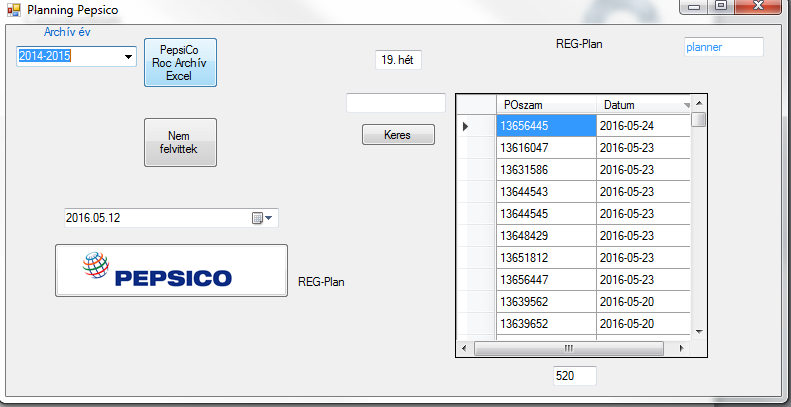 Planning Pepsico
Archív év
2014-2015
PepsiCo
Roc Archív
Excel
19. hét
REG-Plan
planner
Keres
Nem
felvittek
2016.05.12
PEPSICO
REG-Plan
POszam Datum
13656445 2016-05-24
13616047 2016-05-23
13631586 2016-05-23
13644543 2016-05-23
13644545 2016-05-23
13648429 2016-05-23
13651812 2016-05-23
13656447 2016-05-23
13639562 2016-05-20
13639652 2016-05-20
520